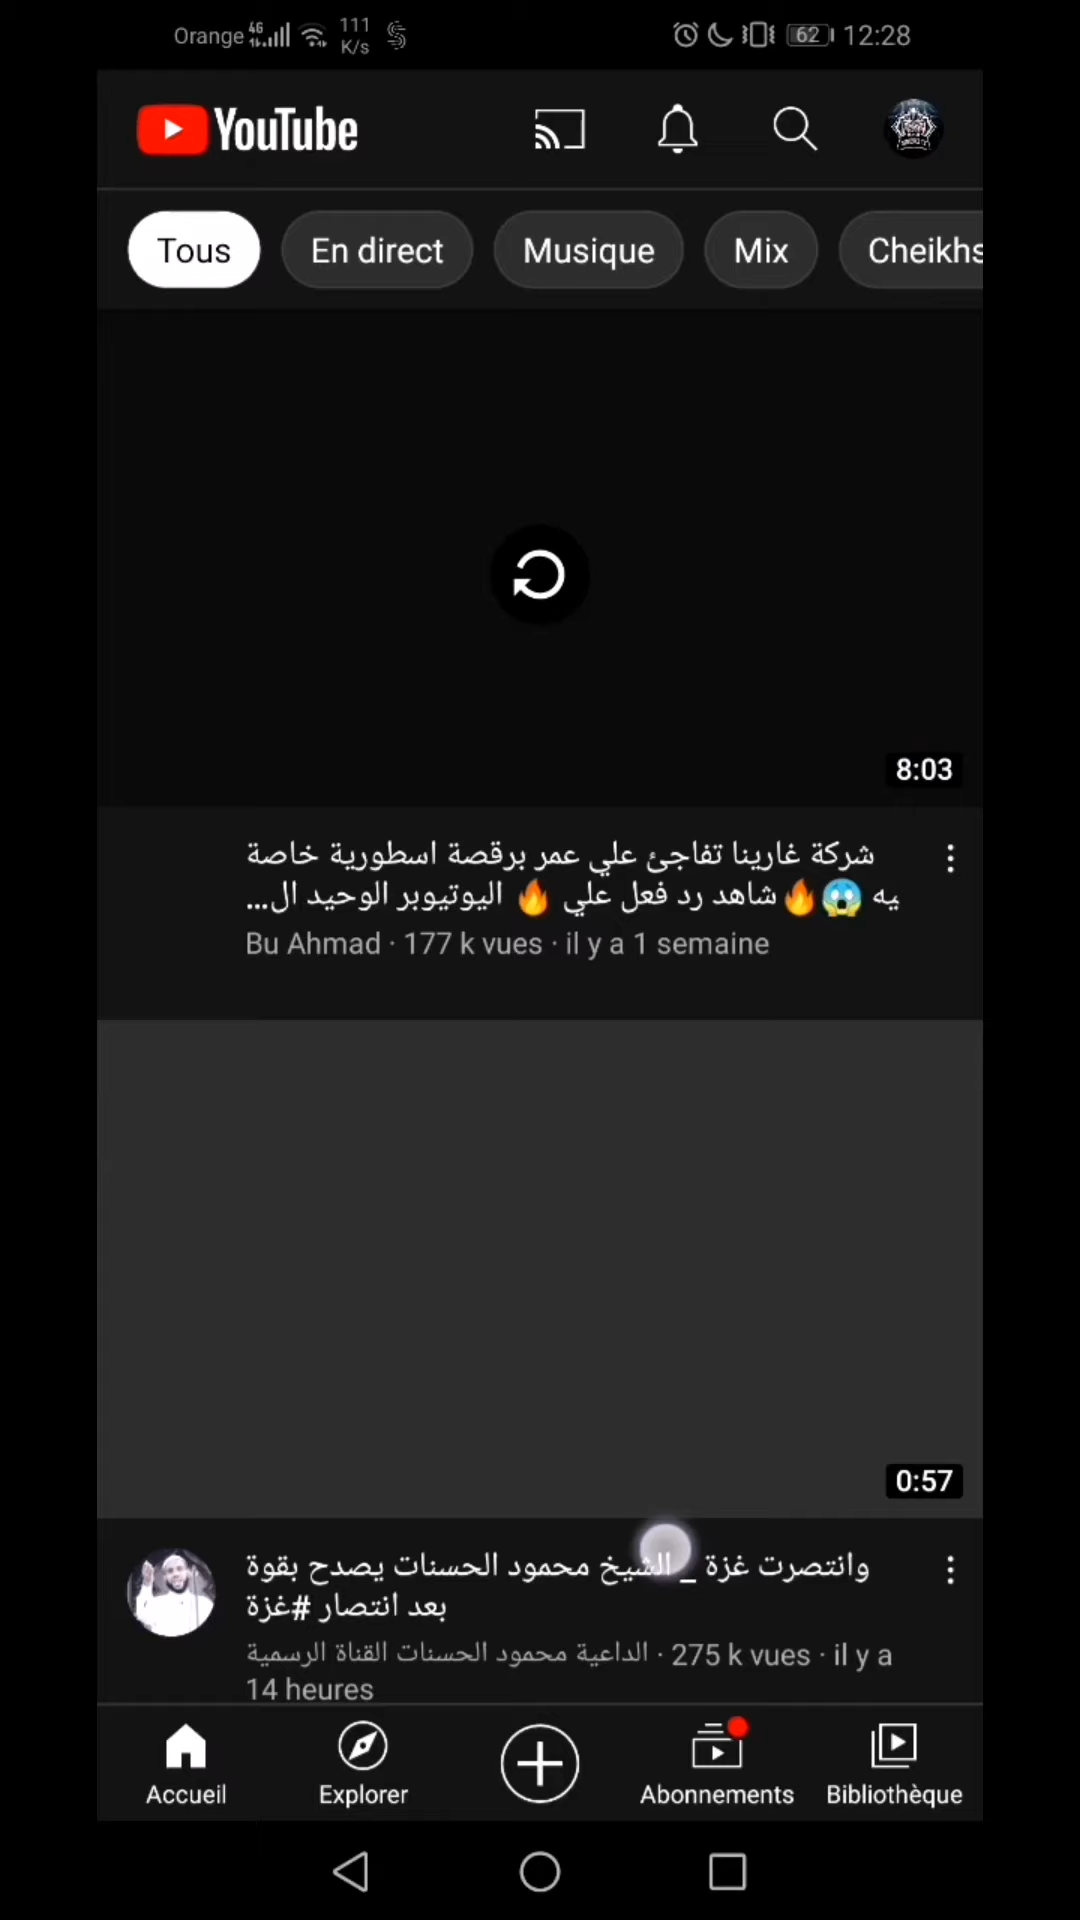 Orange 4G 111 K/s 62 12:28
YouTube
Tous En direct Musique Mix Cheikhs
8:03
شركة غارينا تفاجئ علي عمر برقصة اسطورية خاصة
بيه 😱🔥شاهد رد فعل علي 🔥 اليوتيوبر الوحيد ال...
Bu Ahmad · 177 k vues · il y a 1 semaine
0:57
وانتصرت غزة _ الشيخ محمود الحسنات يصدح بقوة
بعد انتصار #غزة
الداعية محمود الحسنات القناة الرسمية · 275 k vues · il y a
14 heures
Accueil Explorer Abonnements Bibliothèque